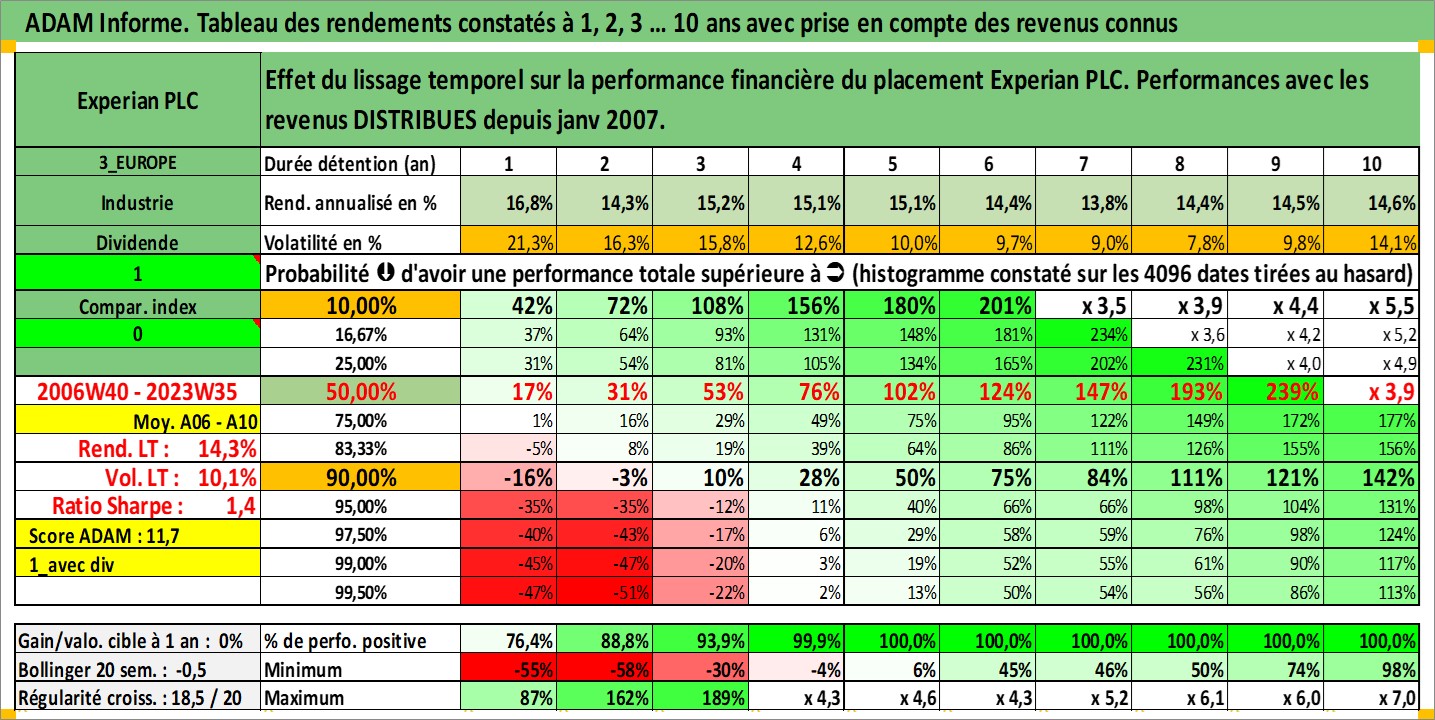 ADAM Informe. Tableau des rendements constatés à 1, 2, 3 ... 10 ans avec prise en compte des revenus connus
Experian PLC
Effet du lissage temporel sur la performance financière du placement Experian PLC. Performances avec les
revenus DISTRIBUES depuis janv 2007.
3_EUROPE Durée détention (an) 1 2 3 4 5 6 7 8 9 10
Industrie Rend. annualisé en % 16,8% 14,3% 15,2% 15,1% 15,1% 14,4% 13,8% 14,4% 14,5% 14,6%
Dividende Volatilité en % 21,3% 16,3% 15,8% 12,6% 10,0% 9,7% 9,0% 7,8% 9,8% 14,1%
1 Probabilité ⬇ d'avoir une performance totale supérieure à ➲ (histogramme constaté sur les 4096 dates tirées au hasard)
Compar. index 10,00% 42% 72% 108% 156% 180% 201% x 3,5 x 3,9 x 4,4 x 5,5
0 16,67% 37% 64% 93% 131% 148% 181% 234% x 3,6 x 4,2 x 5,2
25,00% 31% 54% 81% 105% 134% 165% 202% 231% x 4,0 x 4,9
2006W40 - 2023W35 50,00% 17% 31% 53% 76% 102% 124% 147% 193% 239% x 3,9
Moy. A06 - A10 75,00% 1% 16% 29% 49% 75% 95% 122% 149% 172% 177%
Rend. LT : 14,3% 83,33% -5% 8% 19% 39% 64% 86% 111% 126% 155% 156%
Vol. LT : 10,1% 90,00% -16% -3% 10% 28% 50% 75% 84% 111% 121% 142%
Ratio Sharpe : 1,4 95,00% -35% -35% -12% 11% 40% 66% 66% 98% 104% 131%
Score ADAM : 11,7 97,50% -40% -43% -17% 6% 29% 58% 59% 76% 98% 124%
1_avec div 99,00% -45% -47% -20% 3% 19% 52% 55% 61% 90% 117%
99,50% -47% -51% -22% 2% 13% 50% 54% 56% 86% 113%
Gain/valo. cible à 1 an : 0% % de perfo. positive 76,4% 88,8% 93,9% 99,9% 100,0% 100,0% 100,0% 100,0% 100,0% 100,0%
Bollinger 20 sem. : -0,5 Minimum -55% -58% -30% -4% 6% 45% 46% 50% 74% 98%
Régularité croiss. : 18,5 / 20 Maximum 87% 162% 189% x 4,3 x 4,6 x 4,3 x 5,2 x 6,1 x 6,0 x 7,0